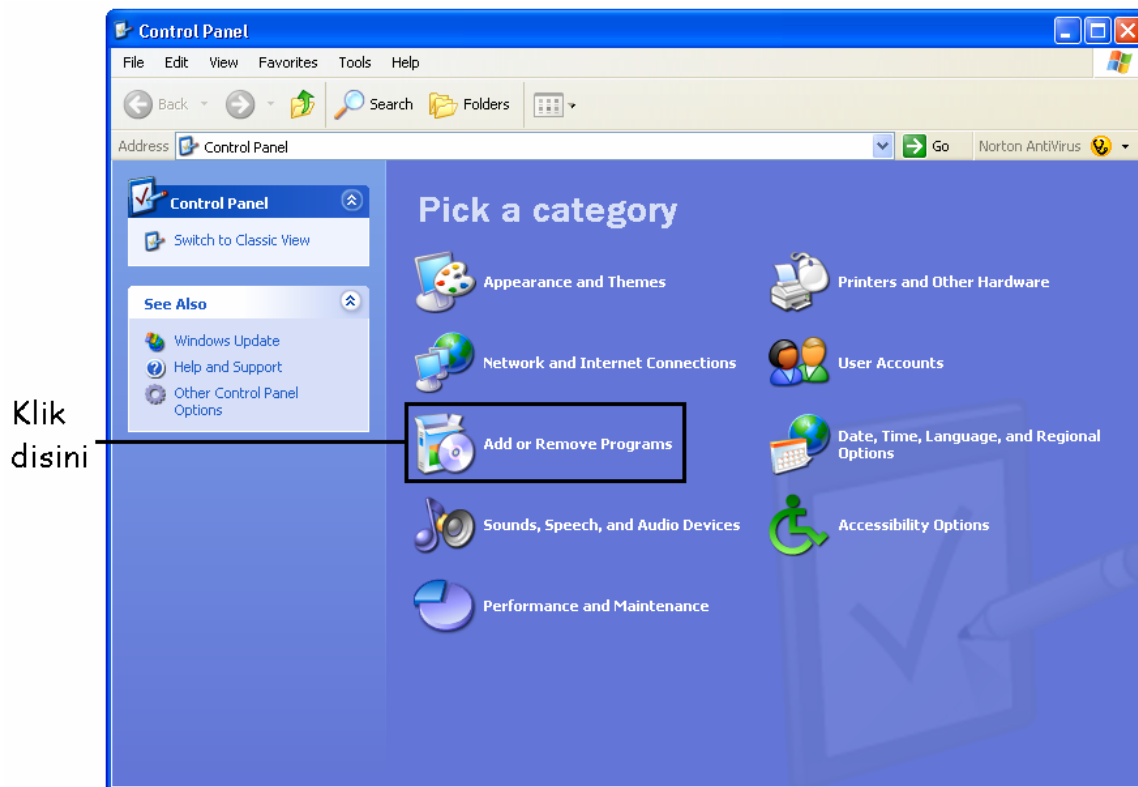 Control Panel
File Edit View Favorites Tools Help
Back Search Folders
Address Control Panel Go Norton AntiVirus
Control Panel
Switch to Classic View
See Also
Windows Update
Help and Support
Other Control Panel
Options
Klik
disini
Pick a category
Appearance and Themes
Printers and Other Hardware
Network and Internet Connections
User Accounts
Add or Remove Programs
Date, Time, Language, and Regional
Options
Sounds, Speech, and Audio Devices
Accessibility Options
Performance and Maintenance